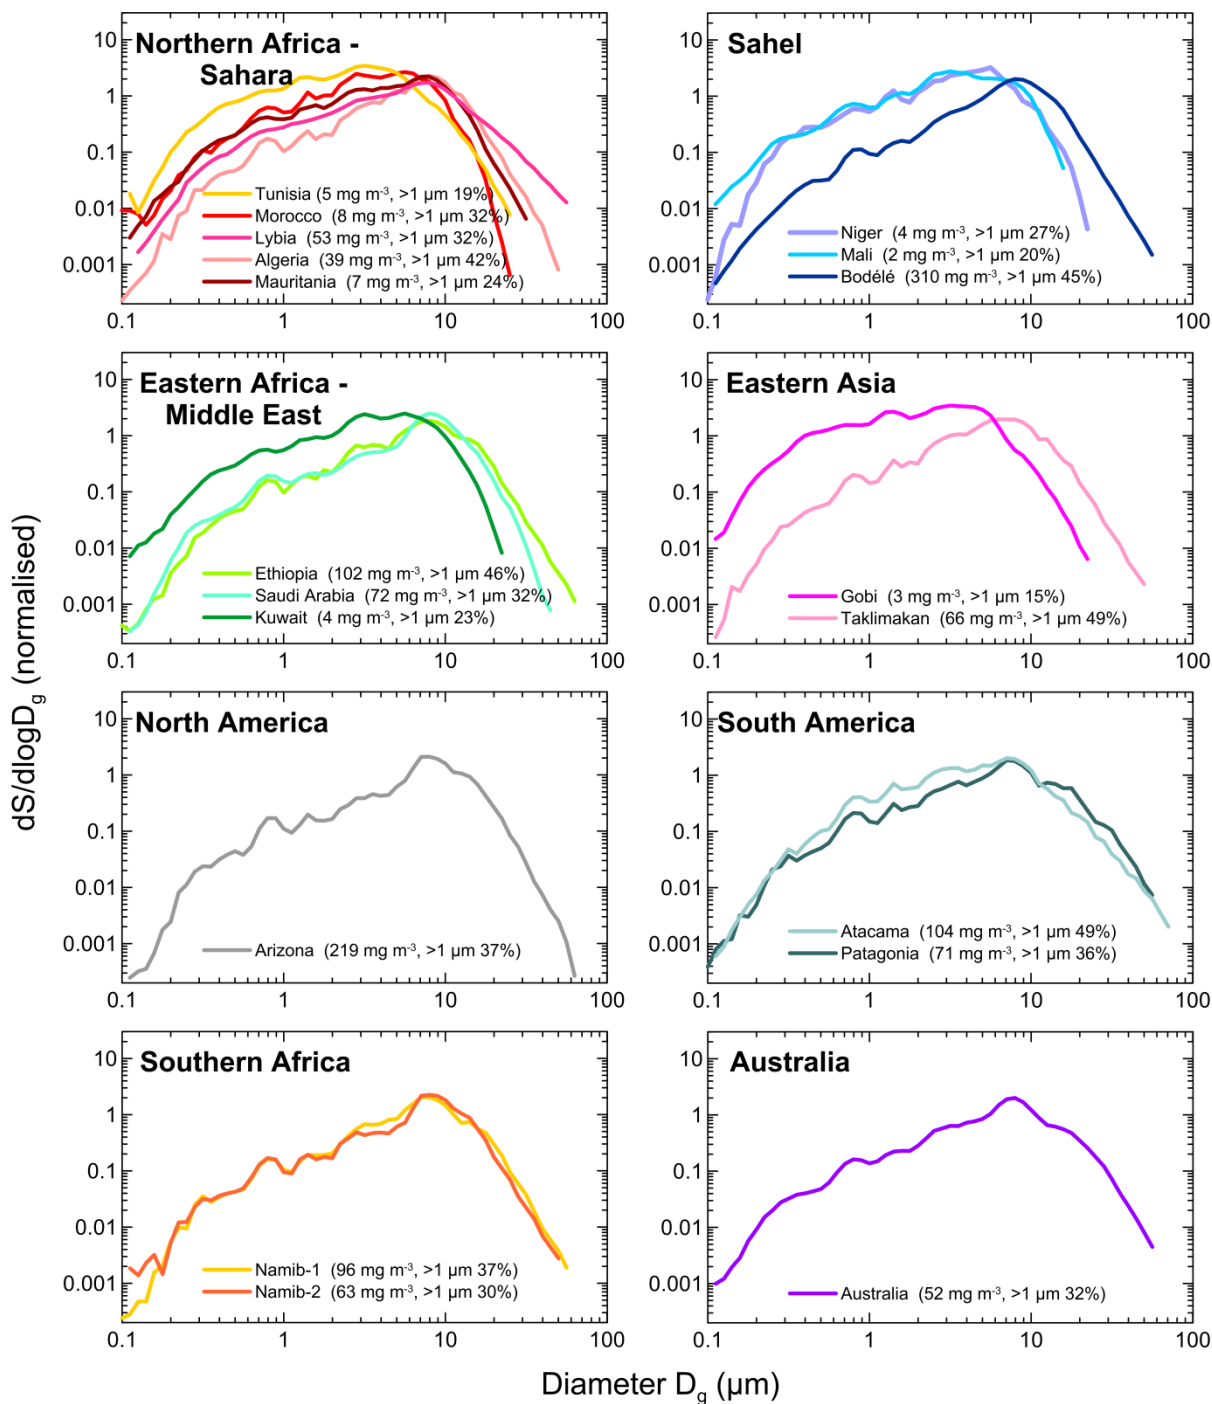 Northern Africa -
Sahara
10
1
0.1
0.01
0.001
Tunisia (5 mg m⁻³, >1 µm 19%)
Morocco (8 mg m⁻³, >1 µm 32%)
Lybia (53 mg m⁻³, >1 µm 32%)
Algeria (39 mg m⁻³, >1 µm 42%)
Mauritania (7 mg m⁻³, >1 µm 24%)
0.1 1 10 100
Sahel
10
1
0.1
0.01
0.001
Niger (4 mg m⁻³, >1 µm 27%)
Mali (2 mg m⁻³, >1 µm 20%)
Bodélé (310 mg m⁻³, >1 µm 45%)
0.1 1 10 100
Eastern Africa -
Middle East
10
1
0.1
0.01
0.001
Ethiopia (102 mg m⁻³, >1 µm 46%)
Saudi Arabia (72 mg m⁻³, >1 µm 32%)
Kuwait (4 mg m⁻³, >1 µm 23%)
0.1 1 10 100
Eastern Asia
10
1
0.1
0.01
0.001
Gobi (3 mg m⁻³, >1 µm 15%)
Taklimakan (66 mg m⁻³, >1 µm 49%)
0.1 1 10 100
dS/dlogDg (normalised)
North America
10
1
0.1
0.01
0.001
Arizona (219 mg m⁻³, >1 µm 37%)
0.1 1 10 100
South America
10
1
0.1
0.01
0.001
Atacama (104 mg m⁻³, >1 µm 49%)
Patagonia (71 mg m⁻³, >1 µm 36%)
0.1 1 10 100
Southern Africa
10
1
0.1
0.01
0.001
Namib-1 (96 mg m⁻³, >1 µm 37%)
Namib-2 (63 mg m⁻³, >1 µm 30%)
0.1 1 10 100
Australia
10
1
0.1
0.01
0.001
Australia (52 mg m⁻³, >1 µm 32%)
0.1 1 10 100
Diameter Dg (µm)